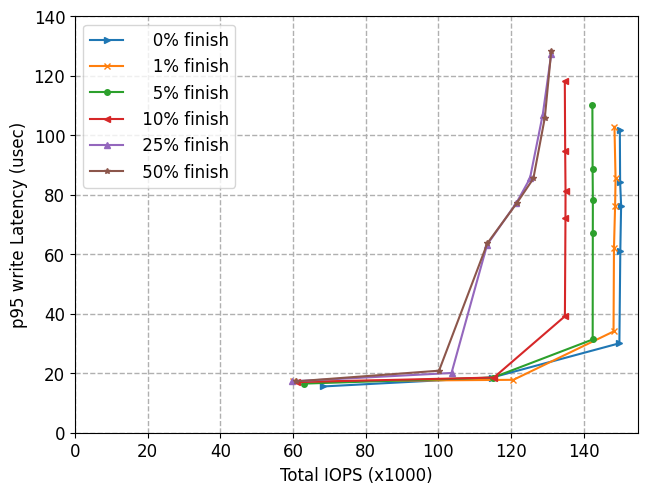 140
120
100
80
60
40
20
0
p95 write Latency (usec)
0% finish
1% finish
5% finish
10% finish
25% finish
50% finish
0 20 40 60 80 100 120 140
Total IOPS (x1000)